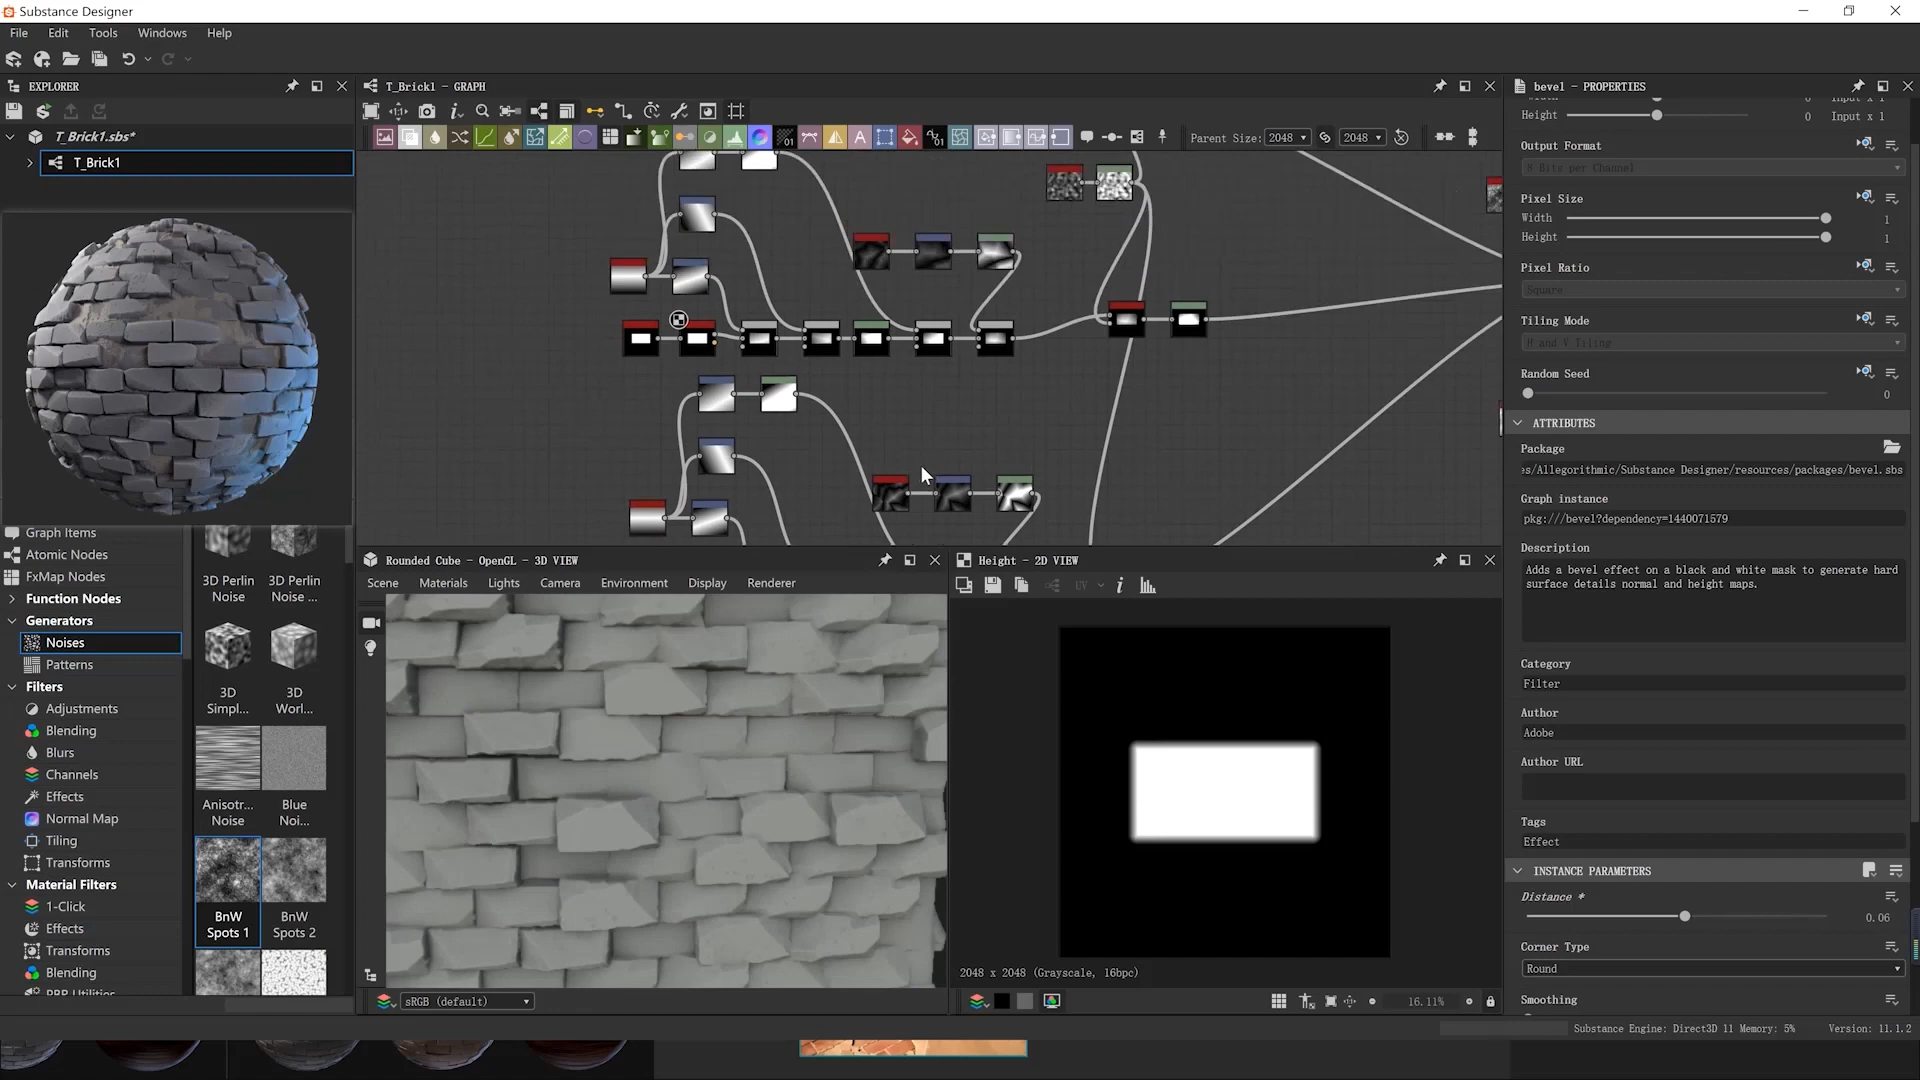 Substance Designer
File Edit Tools Windows Help
EXPLORER
T_Brick1.sbs*
T_Brick1
T_Brick1 - GRAPH
Parent Size: 2048 2048
Graph Items
Atomic Nodes
FxMap Nodes
Function Nodes
Generators
Noises
Patterns
Filters
Adjustments
Blending
Blurs
Channels
Effects
Normal Map
Tiling
Transforms
Material Filters
1-Click
Effects
Transforms
Blending
PBR Utilities
3D Perlin Noise
3D Perlin Noise ...
3D Simpl...
3D Worl...
Anisotr... Noise
Blue Noi...
BnW Spots 1
BnW Spots 2
Rounded Cube - OpenGL - 3D VIEW
Scene Materials Lights Camera Environment Display Renderer
sRGB (default)
Height - 2D VIEW
UV
2048 x 2048 (Grayscale, 16bpc)
16.11%
bevel - PROPERTIES
Width 0 Input x 1
Height 0 Input x 1
Output Format
8 Bits per Channel
Pixel Size
Width 1
Height 1
Pixel Ratio
Square
Tiling Mode
H and V Tiling
Random Seed
0
ATTRIBUTES
Package
es/Allegorithmic/Substance Designer/resources/packages/bevel.sbs
Graph instance
pkg:///bevel?dependency=1440071579
Description
Adds a bevel effect on a black and white mask to generate hard
surface details normal and height maps.
Category
Filter
Author
Adobe
Author URL
Tags
Effect
INSTANCE PARAMETERS
Distance *
0.06
Corner Type
Round
Smoothing
Substance Engine: Direct3D 11 Memory: 5% Version: 11.1.2